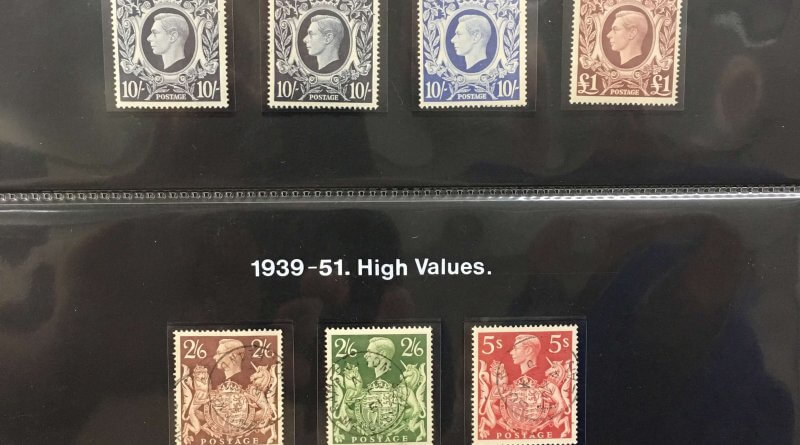 10/- POSTAGE 10/-
10/- POSTAGE 10/-
10/- POSTAGE 10/-
£1 POSTAGE £1
1939-51. High Values.
2/6 2/6
POSTAGE
2/6 2/6
POSTAGE
5s 5s
POSTAGE